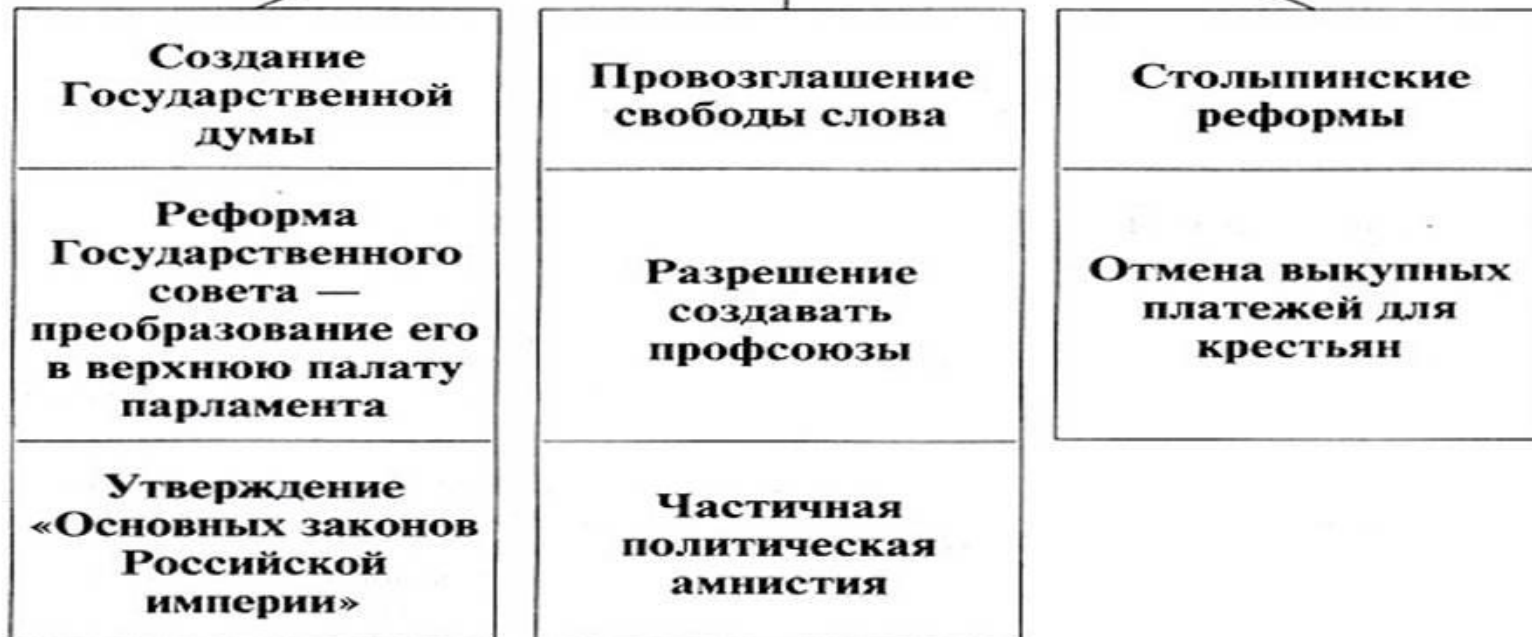 Создание
Государственной
думы
Реформа
Государственного
совета —
преобразование его
в верхнюю палату
парламента
Утверждение
«Основных законов
Российской
империи»
Провозглашение
свободы слова
Разрешение
создавать
профсоюзы
Частичная
политическая
амнистия
Столыпинские
реформы
Отмена выкупных
платежей для
крестьян